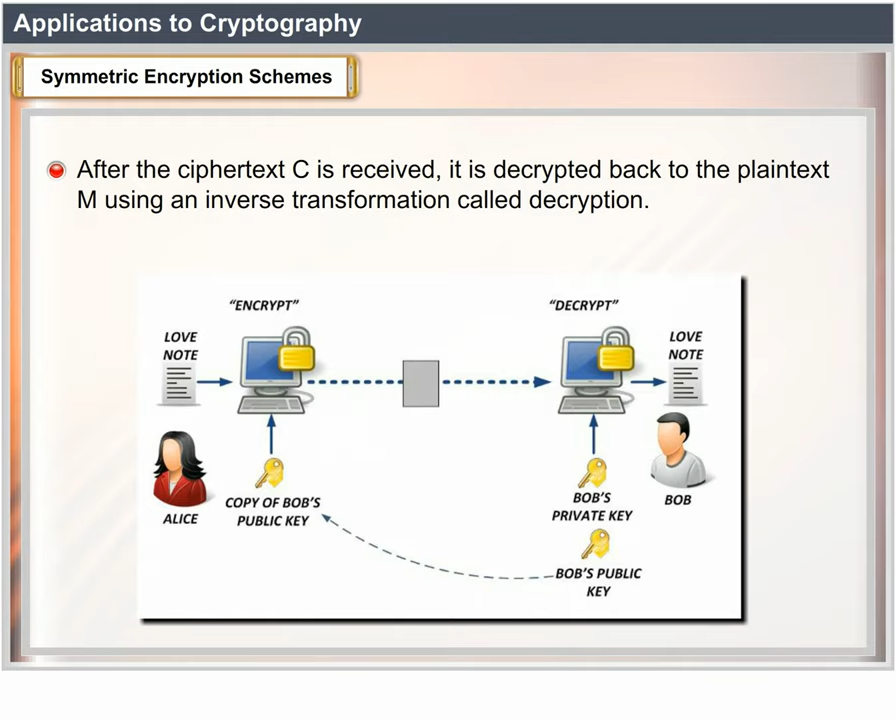 Applications to Cryptography
Symmetric Encryption Schemes
After the ciphertext C is received, it is decrypted back to the plaintext
M using an inverse transformation called decryption.
"ENCRYPT"
"DECRYPT"
LOVE
NOTE
LOVE
NOTE
ALICE
COPY OF BOB'S
PUBLIC KEY
BOB'S
PRIVATE KEY
BOB
BOB'S PUBLIC
KEY